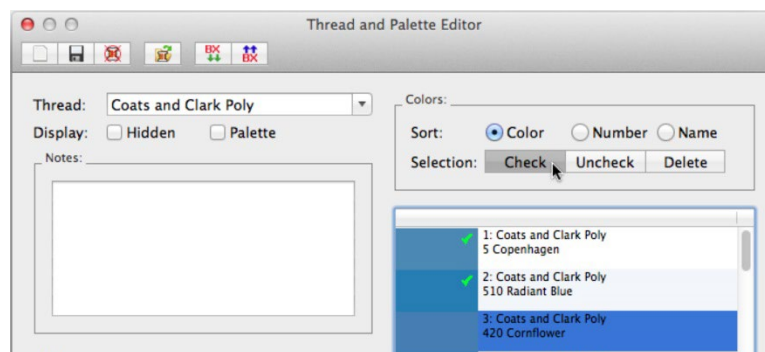 Thread and Palette Editor
BX
BX
Thread: Coats and Clark Poly
Display: Hidden Palette
Notes:
Colors:
Sort: Color Number Name
Selection: Check Uncheck Delete
1: Coats and Clark Poly
5 Copenhagen
2: Coats and Clark Poly
510 Radiant Blue
3: Coats and Clark Poly
420 Cornflower